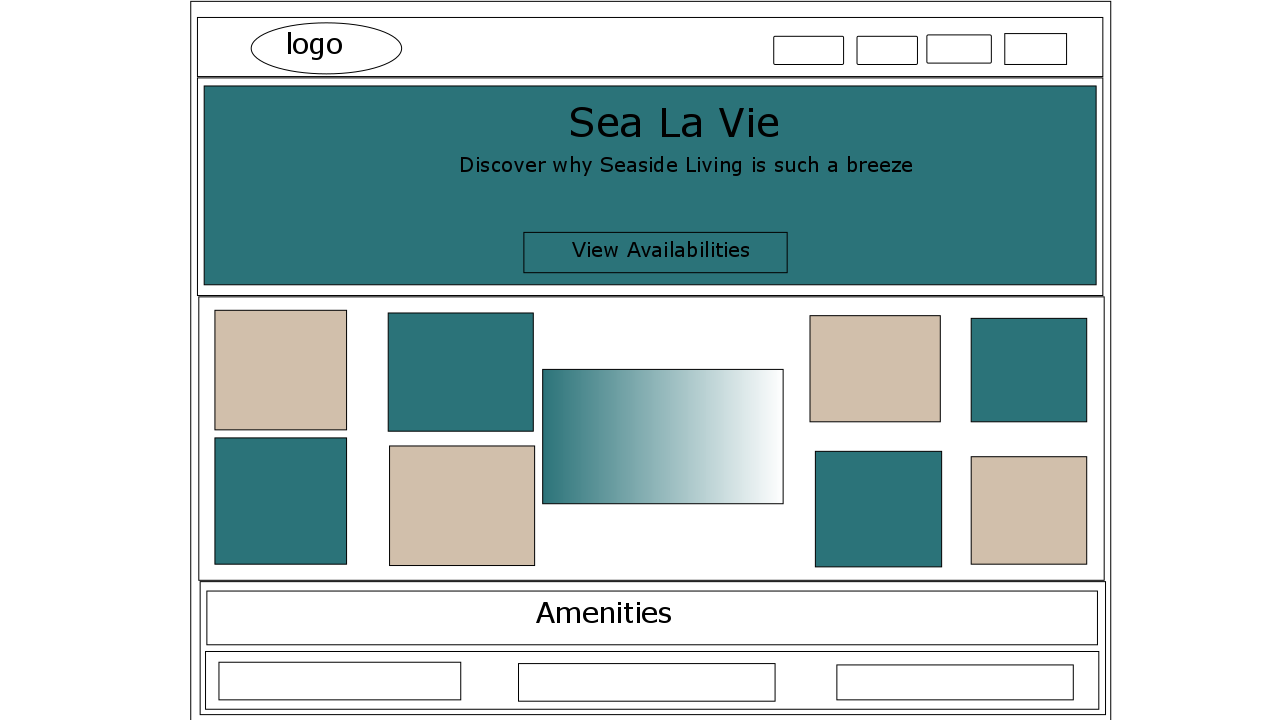 logo
Sea La Vie
Discover why Seaside Living is such a breeze
View Availabilities
Amenities